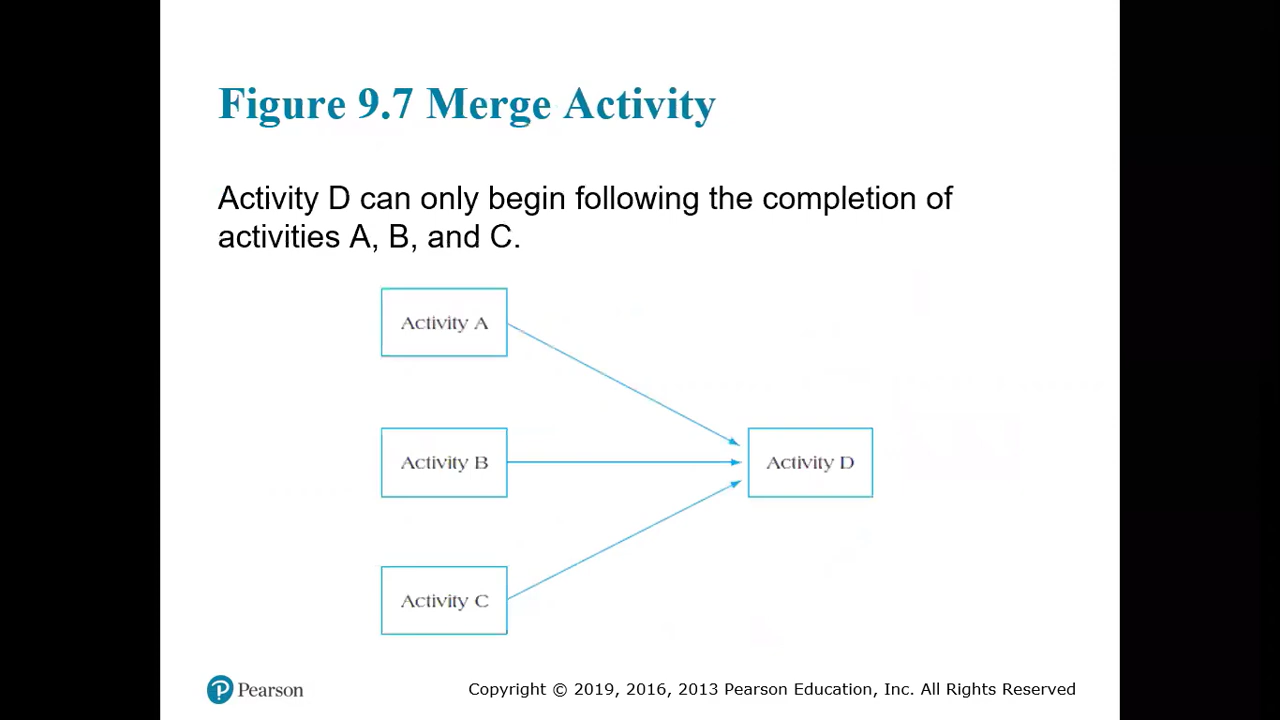 Figure 9.7 Merge Activity
Activity D can only begin following the completion of
activities A, B, and C.
Activity A
Activity B
Activity D
Activity C
Pearson
Copyright © 2019, 2016, 2013 Pearson Education, Inc. All Rights Reserved